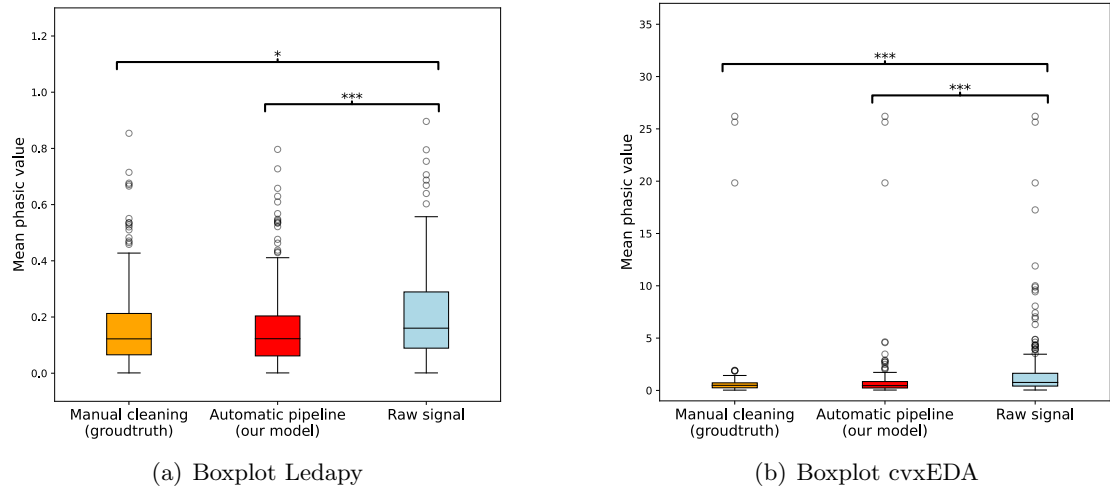 1.2
1.0
0.8
0.6
0.4
0.2
0.0
Mean phasic value
*
***
Manual cleaning
(groudtruth)
Automatic pipeline
(our model)
Raw signal
(a) Boxplot Ledapy
35
30
25
20
15
10
5
0
Mean phasic value
***
***
Manual cleaning
(groudtruth)
Automatic pipeline
(our model)
Raw signal
(b) Boxplot cvxEDA